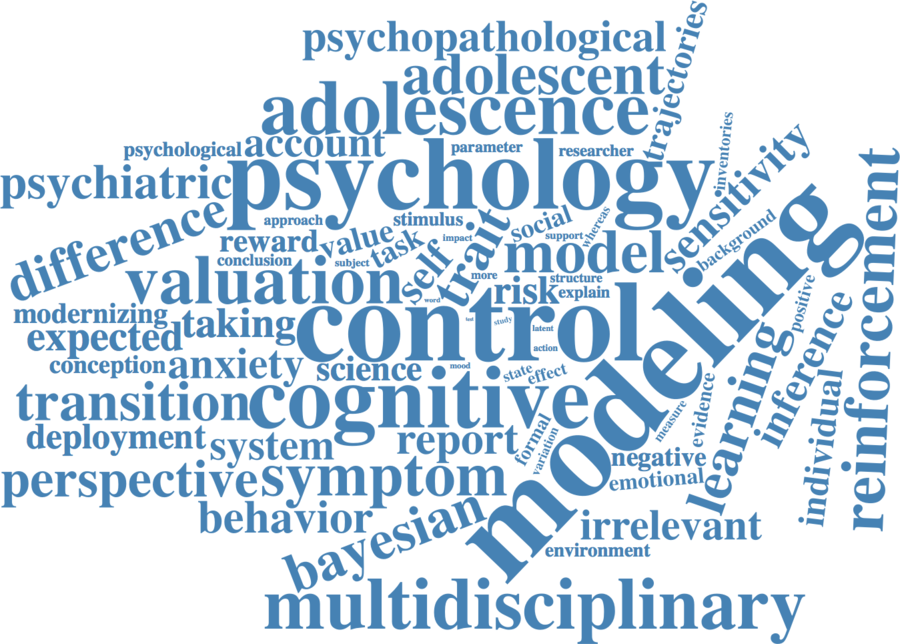 psychopathological
adolescent
trajectories
adolescence
psychological
account
parameter
researcher
inventories
psychiatric
psychology
sensitivity
difference
approach
stimulus
trait
social
whereas
reward
value
task
impact
support
model
background
conclusion
subject
self
more
structure
valuation
risk
explain
modernizing
word
control
but
study
latent
modeling
positive
reinforcement
expected
taking
action
conception
anxiety
science
mood
state
effect
learning
inference
transition
cognitive
individual
deployment
system
report
formal
variation
measure
evidence
negative
perspective
symptom
emotional
behavior
bayesian
irrelevant
environment
multidisciplinary